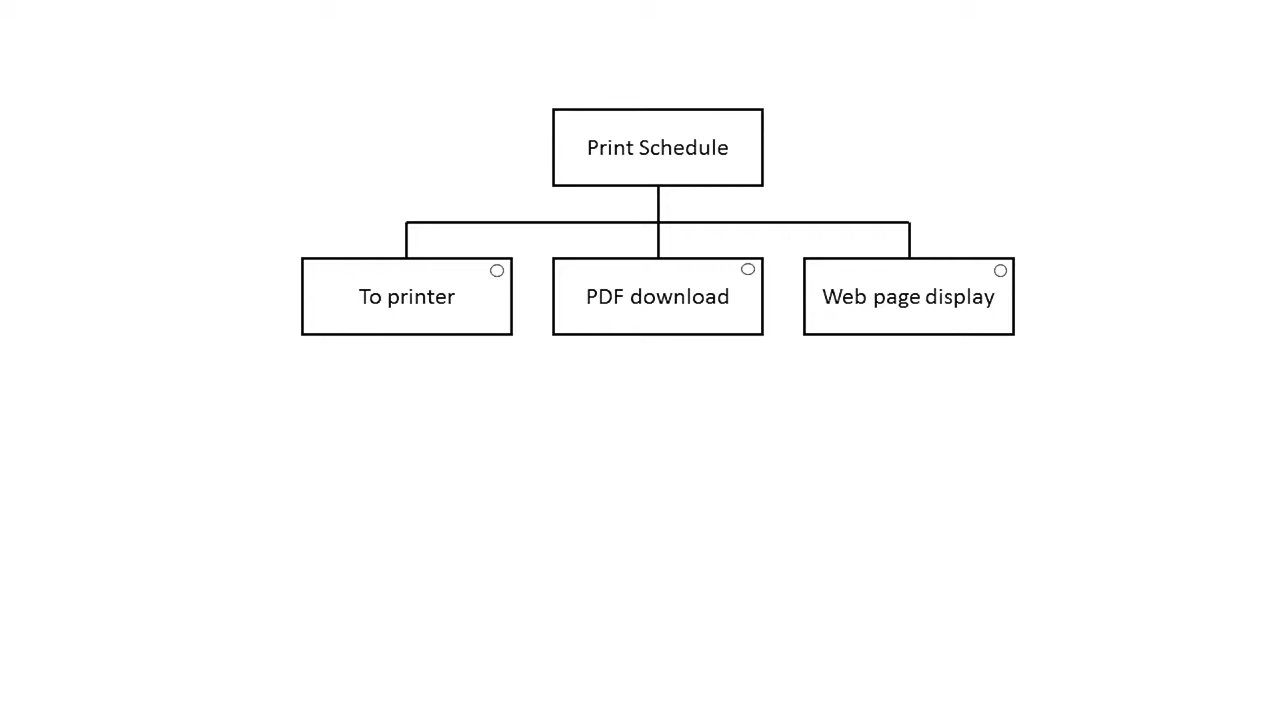 Print Schedule
To printer
PDF download
Web page display